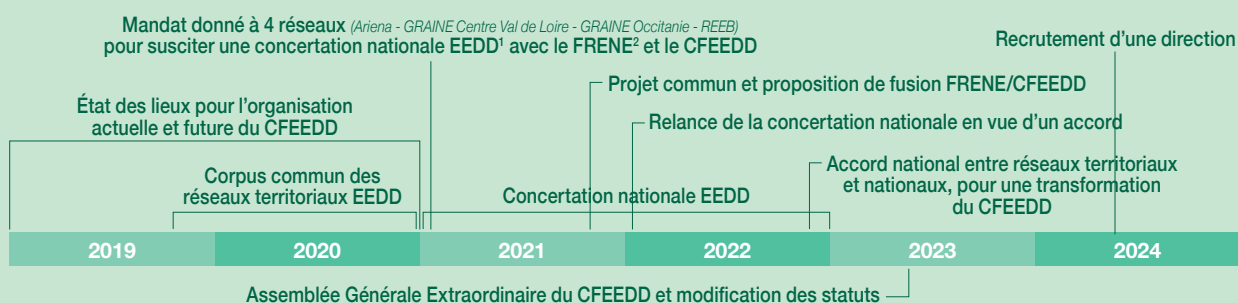 Mandat donné à 4 réseaux (Ariena - GRAINE Centre Val de Loire - GRAINE Occitanie - REEB)
pour susciter une concertation nationale EEDD¹ avec le FRENE² et le CFEEDD
Recrutement d'une direction
Projet commun et proposition de fusion FRENE/CFEEDD
État des lieux pour l'organisation
actuelle et future du CFEEDD
Relance de la concertation nationale en vue d'un accord
Corpus commun des
réseaux territoriaux EEDD
Concertation nationale EEDD
Accord national entre réseaux territoriaux
et nationaux, pour une transformation
du CFEEDD
2019 2020 2021 2022 2023 2024
Assemblée Générale Extraordinaire du CFEEDD et modification des statuts